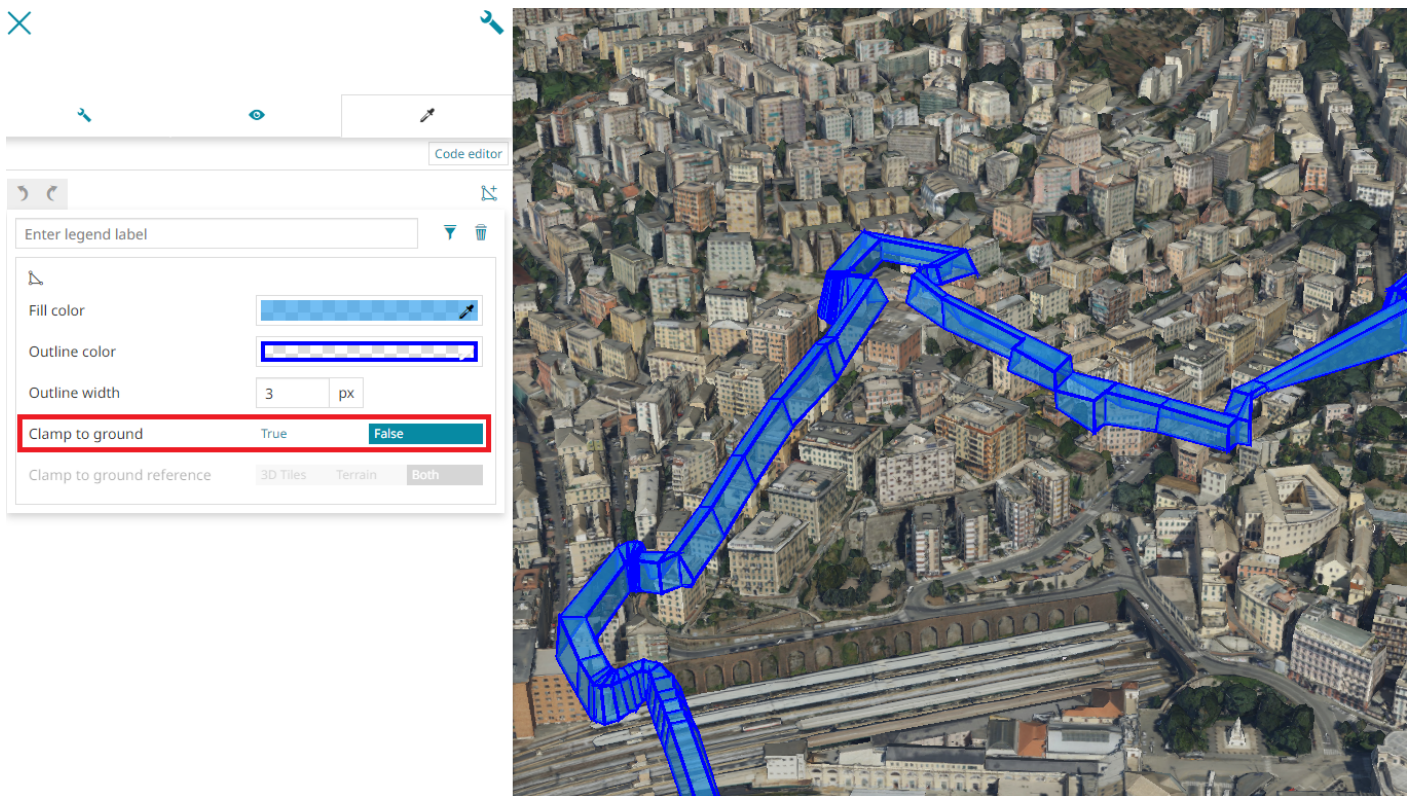 Code editor
Enter legend label
Fill color
Outline color
Outline width 3 px
Clamp to ground True False
Clamp to ground reference 3D Tiles Terrain Both